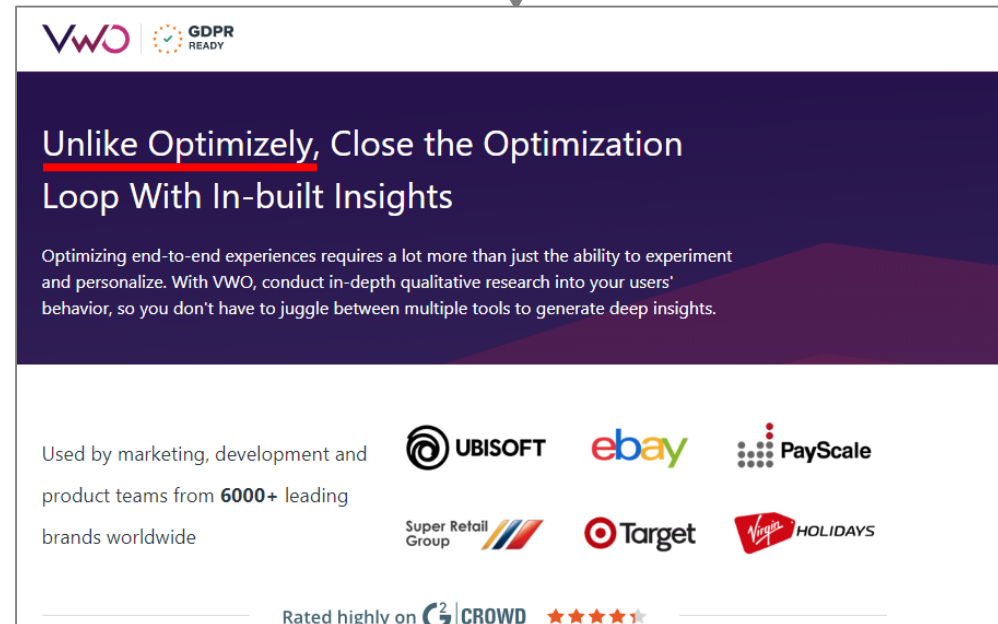 VWO GDPR READY
Unlike Optimizely, Close the Optimization
Loop With In-built Insights
Optimizing end-to-end experiences requires a lot more than just the ability to experiment
and personalize. With VWO, conduct in-depth qualitative research into your users'
behavior, so you don't have to juggle between multiple tools to generate deep insights.
Used by marketing, development and
product teams from 6000+ leading
brands worldwide
UBISOFT ebay PayScale
Super Retail Group Target Virgin HOLIDAYS
Rated highly on G2 CROWD